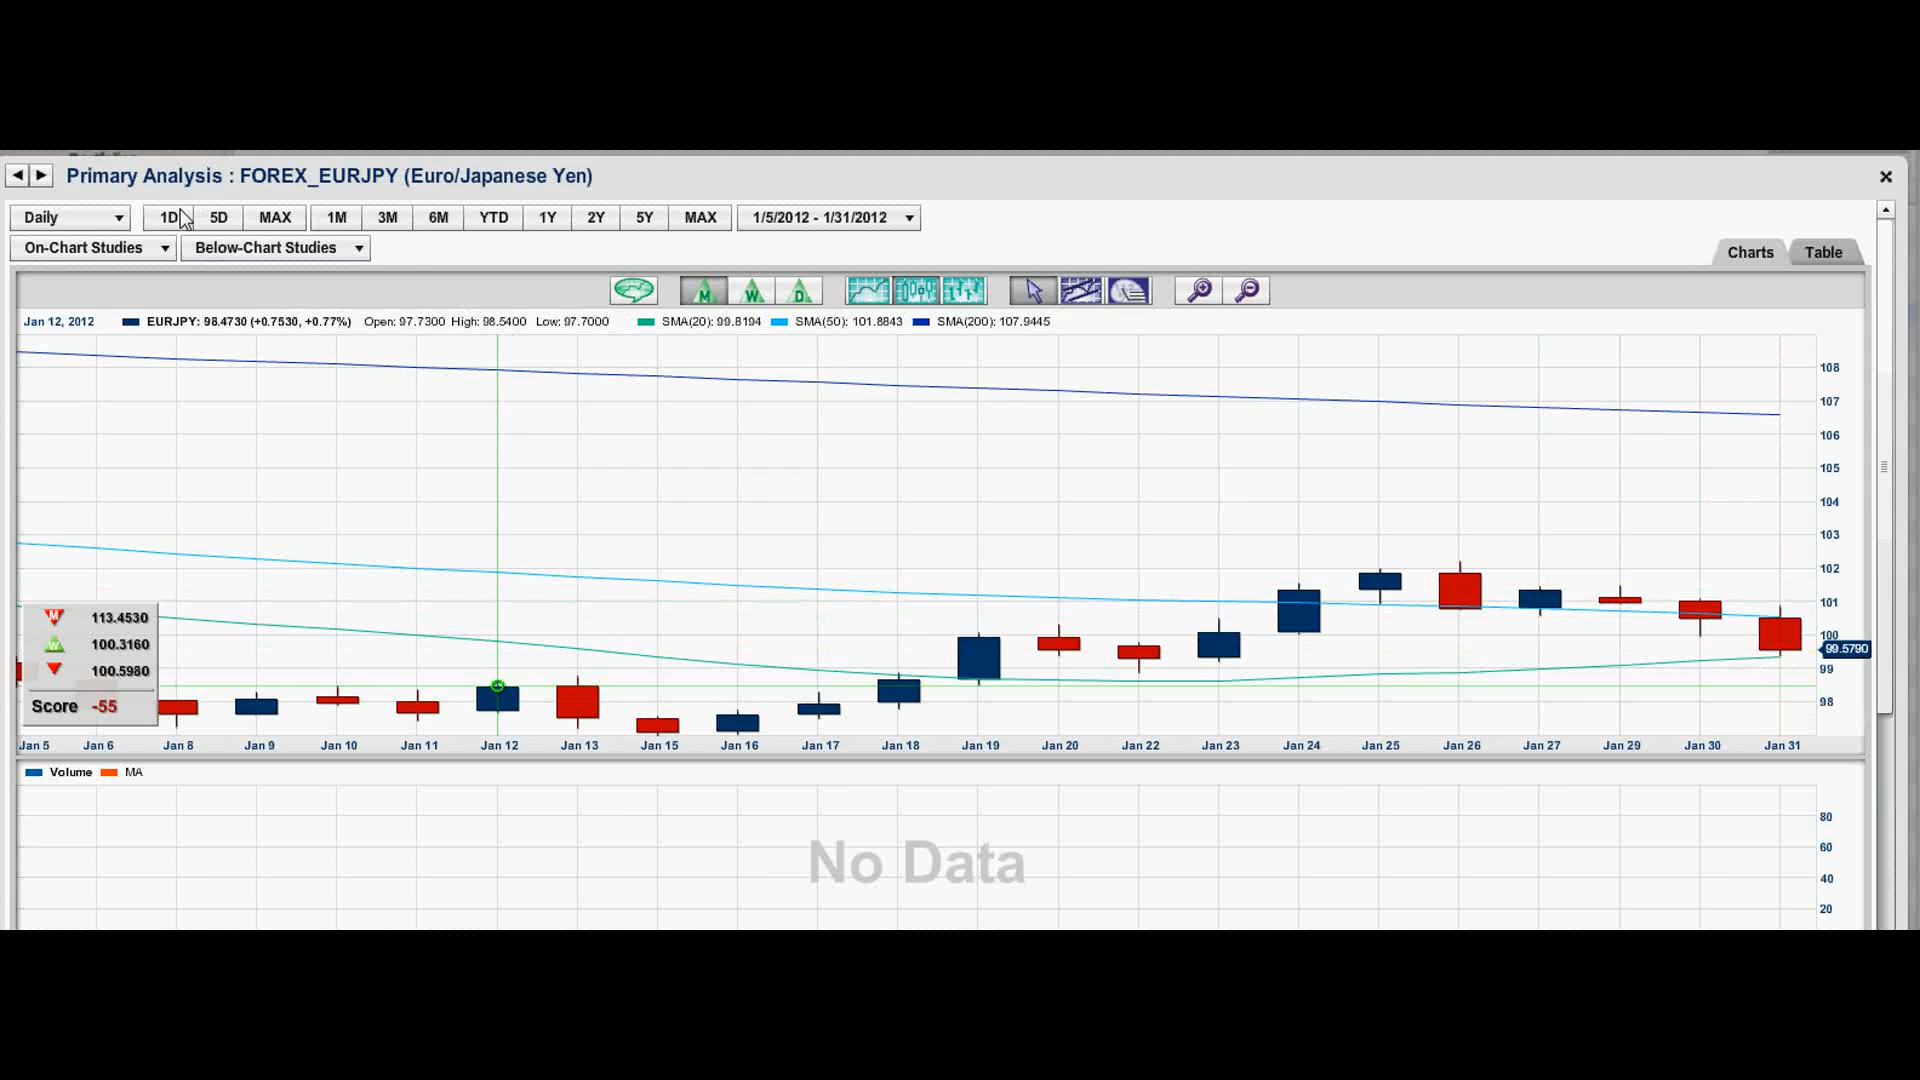 Primary Analysis : FOREX_EURJPY (Euro/Japanese Yen)
Daily 1D 5D MAX 1M 3M 6M YTD 1Y 2Y 5Y MAX 1/5/2012 - 1/31/2012
On-Chart Studies Below-Chart Studies
Charts Table
M W D
Jan 12, 2012 EURJPY: 98.4730 (+0.7530, +0.77%) Open: 97.7300 High: 98.5400 Low: 97.7000 SMA(20): 99.8194 SMA(50): 101.8843 SMA(200): 107.9445
108
107
106
105
104
103
102
101
100
99.5790
99
98
M 113.4530
W 100.3160
100.5980
Score -55
Jan 5 Jan 6 Jan 8 Jan 9 Jan 10 Jan 11 Jan 12 Jan 13 Jan 15 Jan 16 Jan 17 Jan 18 Jan 19 Jan 20 Jan 22 Jan 23 Jan 24 Jan 25 Jan 26 Jan 27 Jan 29 Jan 30 Jan 31
Volume MA
80
60
No Data
40
20